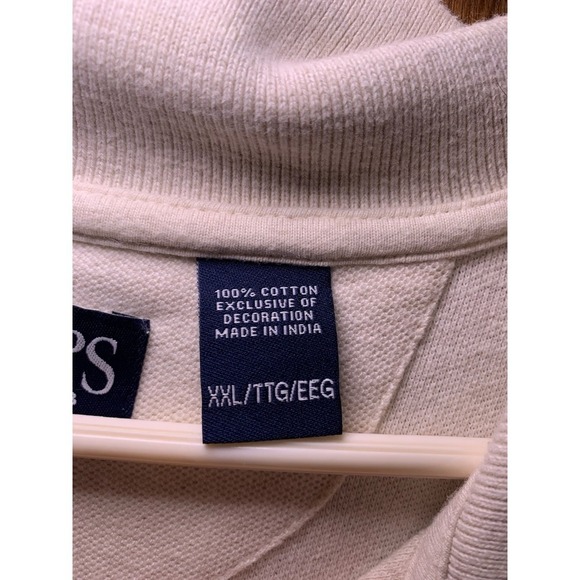 100% COTTON
EXCLUSIVE OF
DECORATION
MADE IN INDIA
XXL/TTG/EEG